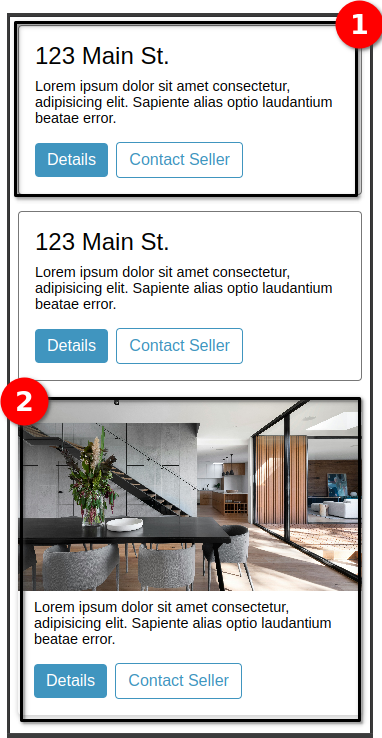 1
123 Main St.
Lorem ipsum dolor sit amet consectetur,
adipisicing elit. Sapiente alias optio laudantium
beatae error.
Details
Contact Seller
123 Main St.
Lorem ipsum dolor sit amet consectetur,
adipisicing elit. Sapiente alias optio laudantium
beatae error.
Details
Contact Seller
2
Lorem ipsum dolor sit amet consectetur,
adipisicing elit. Sapiente alias optio laudantium
beatae error.
Details
Contact Seller